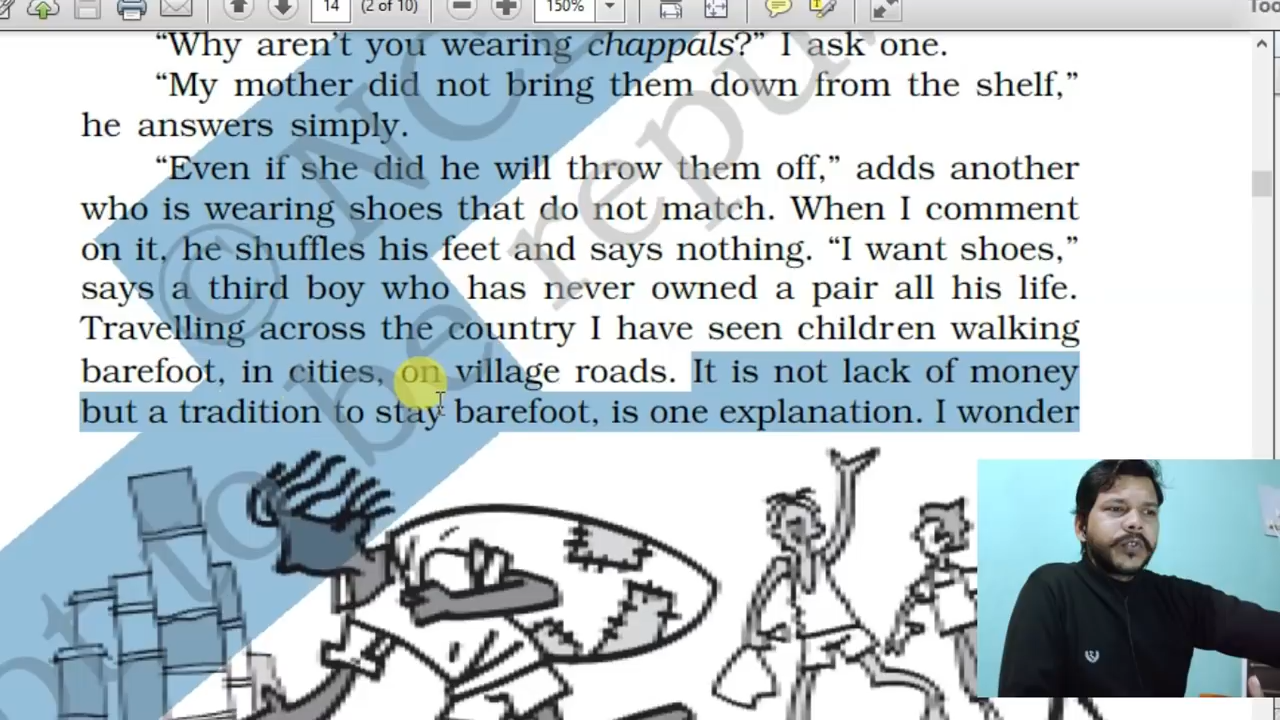 14 (2 of 10) 150% Too
“Why aren’t you wearing chappals?” I ask one.
“My mother did not bring them down from the shelf,”
he answers simply.
“Even if she did he will throw them off,” adds another
who is wearing shoes that do not match. When I comment
on it, he shuffles his feet and says nothing. “I want shoes,”
says a third boy who has never owned a pair all his life.
Travelling across the country I have seen children walking
barefoot, in cities, on village roads. It is not lack of money
but a tradition to stay barefoot, is one explanation. I wonder
© NC
to be repu